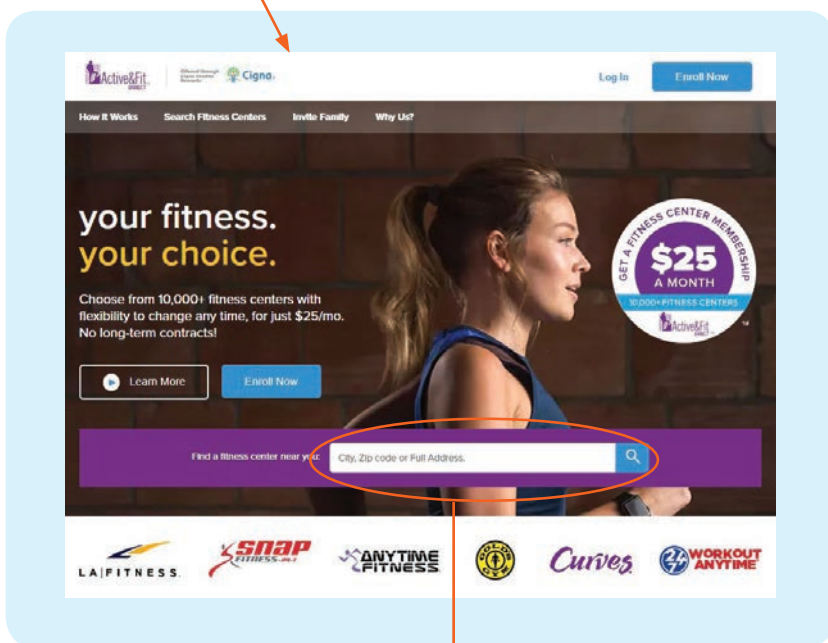 Active&Fit
DIRECT
Cigna.
Log In
Enroll Now
How It Works
Search Fitness Centers
Invite Family
Why Us?
your fitness.
your choice.
Choose from 10,000+ fitness centers with
flexibility to change any time, for just $25/mo.
No long-term contracts!
Learn More
Enroll Now
GET A FITNESS CENTER MEMBERSHIP
$25
A MONTH
10,000+ FITNESS CENTERS
Active&Fit
DIRECT
Find a fitness center near you:
City, Zip code or Full Address.
LA|FITNESS.
SNAP
FITNESS
ANYTIME
FITNESS
GOLD'S
GYM
Curves
24/7
WORKOUT
ANYTIME